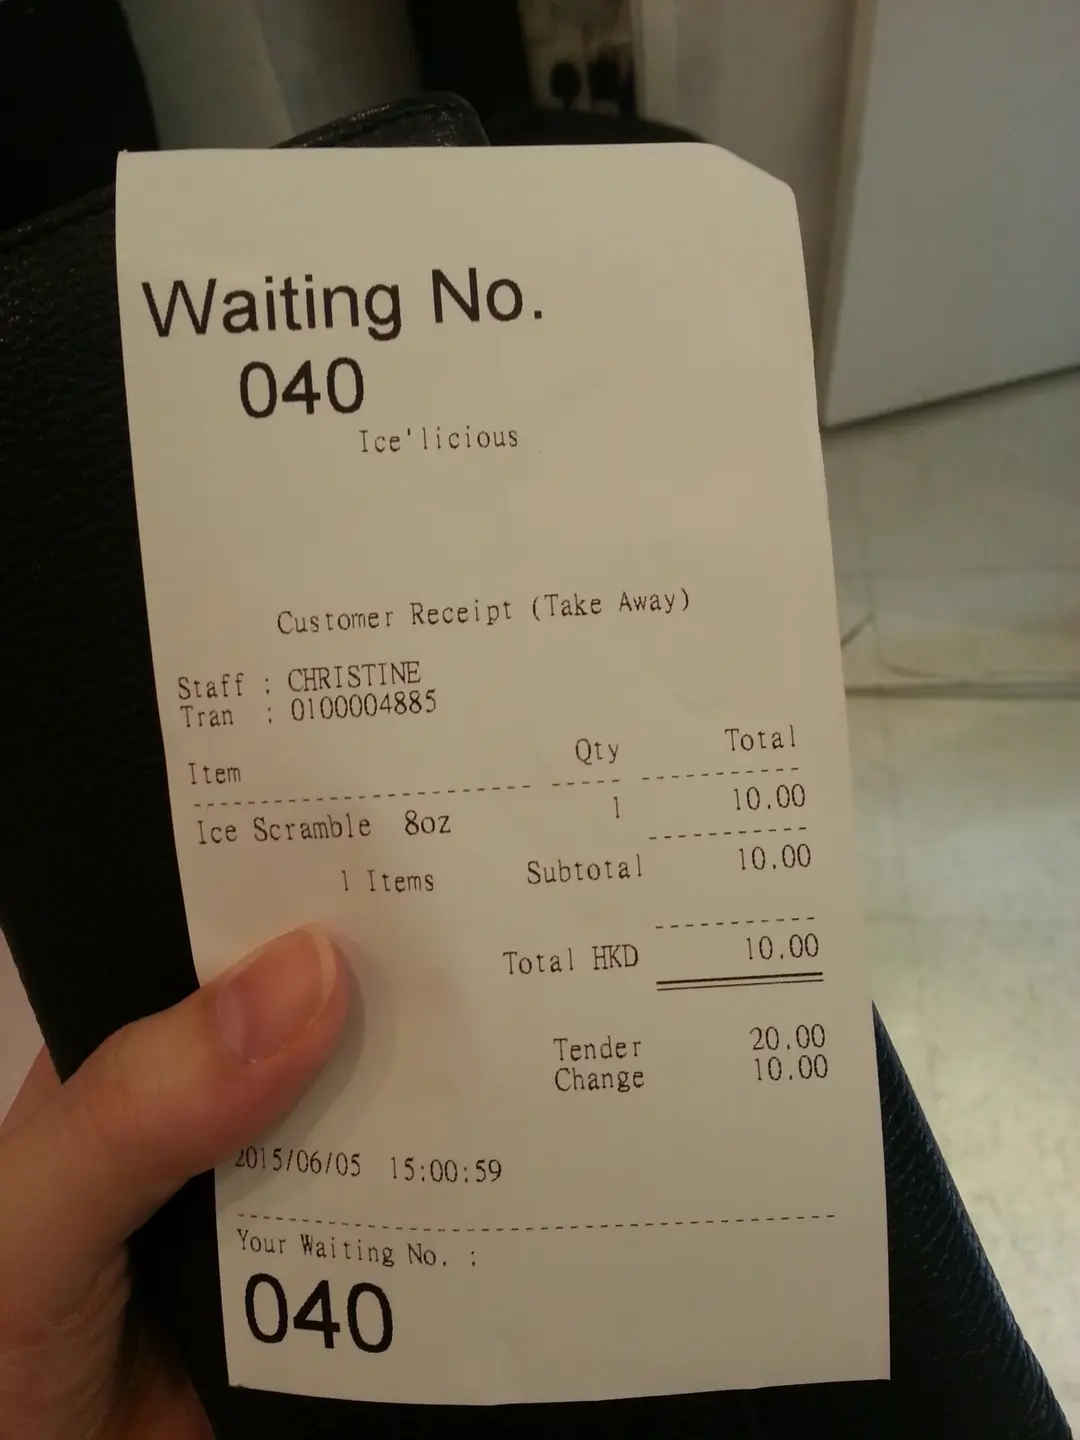 Waiting No.
040
Ice'licious
Customer Receipt (Take Away)
Staff : CHRISTINE
Tran : 0100004885
Item Qty Total
Ice Scramble 8oz 1 10.00
1 Items Subtotal 10.00
Total HKD 10.00
Tender 20.00
Change 10.00
2015/06/05 15:00:59
Your Waiting No. :
040